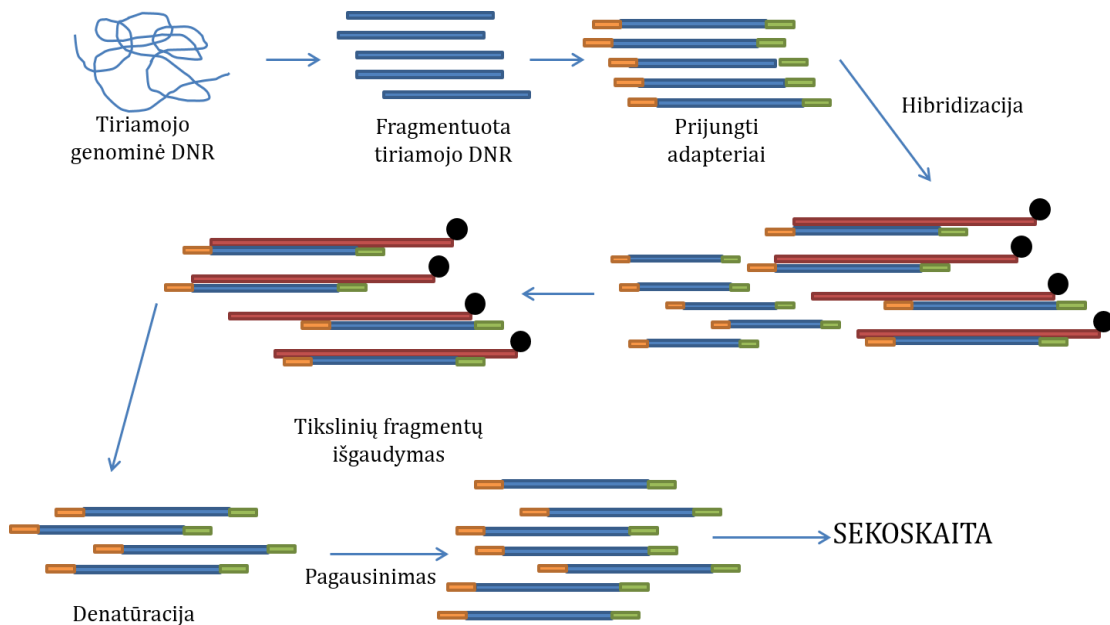 Tiriamojo
genominė DNR
Fragmentuota
tiriamojo DNR
Prijungti
adapteriai
Hibridizacija
Tikslinių fragmentų
išgaudymas
Denatūracija
Pagausinimas
SEKOSKAITA